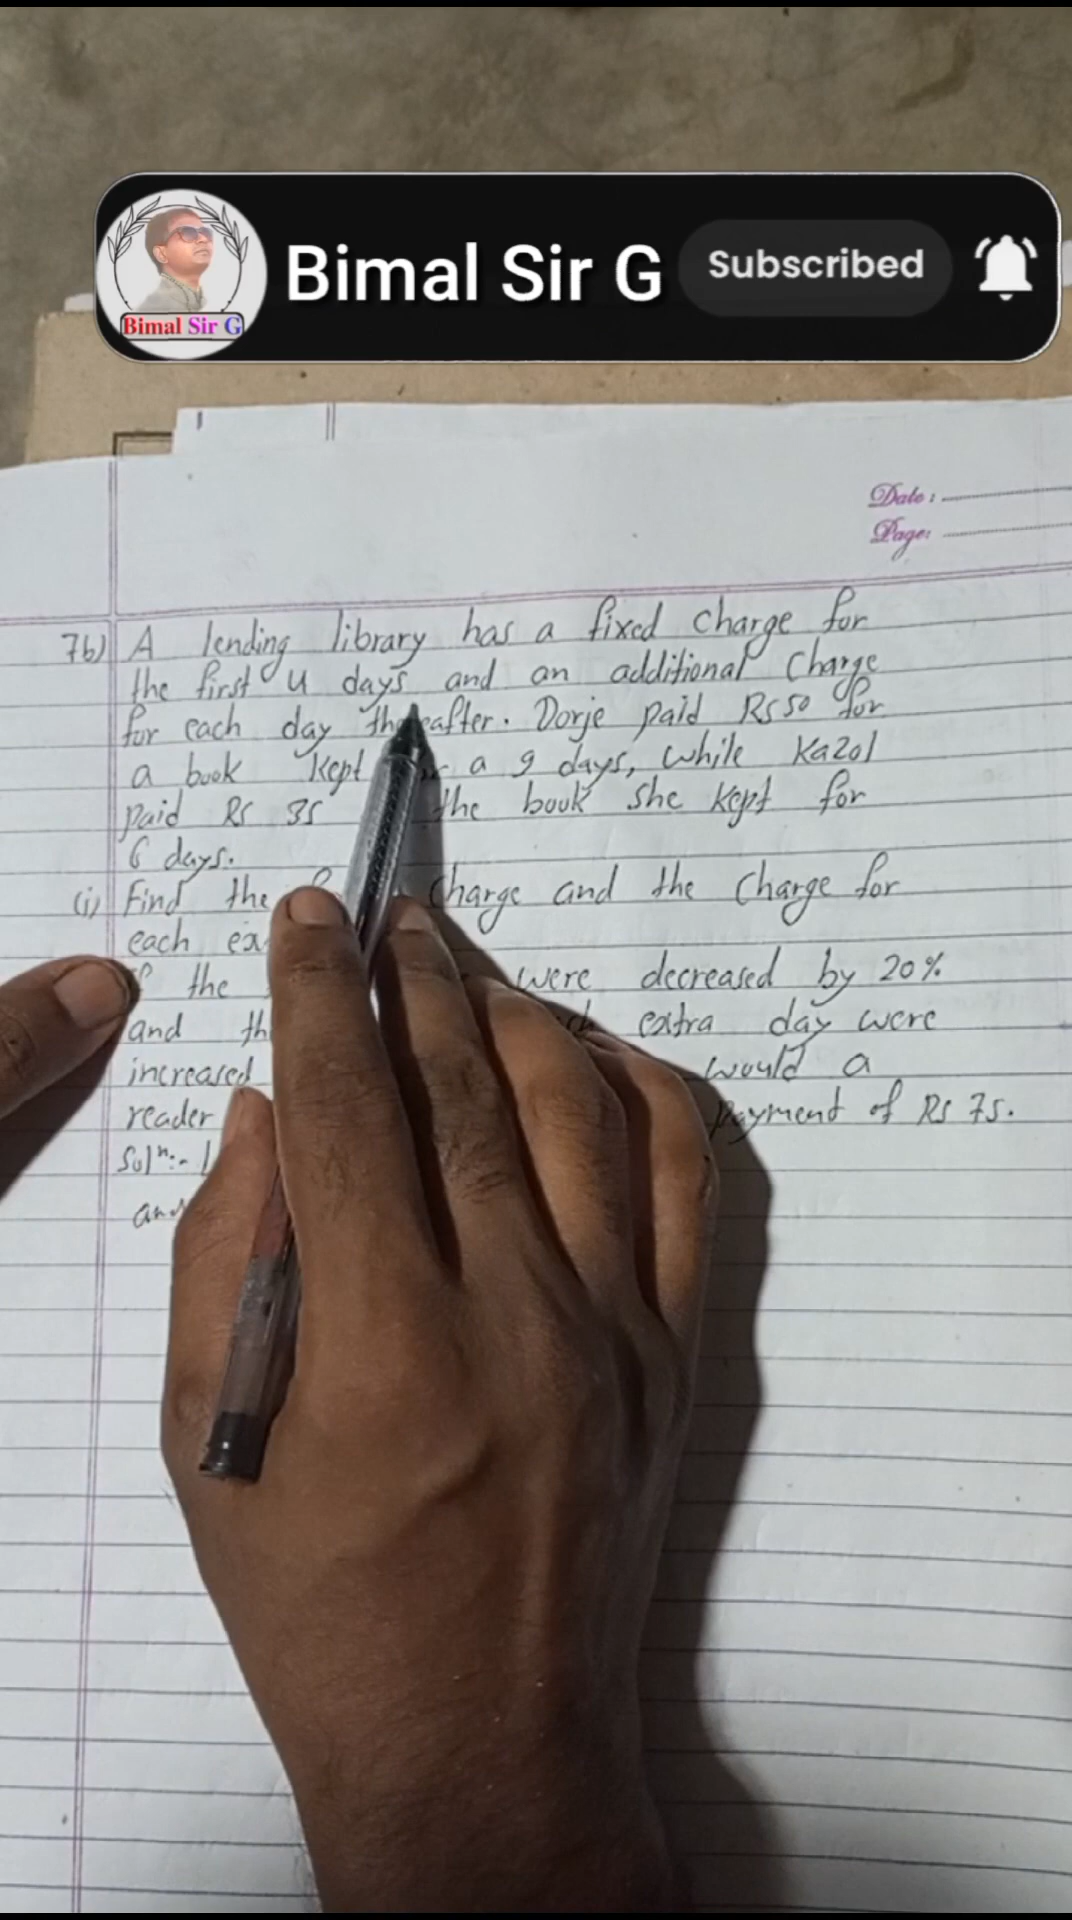 Bimal Sir G
Bimal Sir G Subscribed
Date:
Page:
7b) A lending library has a fixed charge for
the first 4 days and an additional charge
for each day thereafter. Dorje paid Rs 50 for
a book kept a 9 days, while Kazol
paid Rs 35 the book she kept for
6 days.
(i) Find the charge and the charge for
each
the were decreased by 20%
and extra day were
increased would a
reader payment of Rs 75.
Solⁿ:-
and